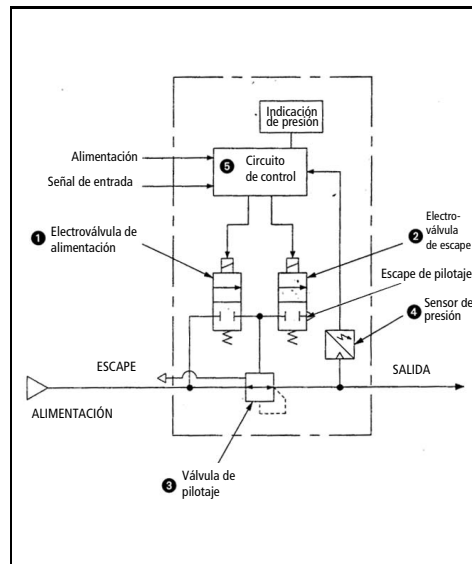 Indicación
de presión
Alimentación
Señal de entrada
5 Circuito
de control
1 Electroválvula de
alimentación
2 Electro-
válvula
de escape
Escape de pilotaje
4 Sensor de
presión
ESCAPE
SALIDA
ALIMENTACIÓN
3 Válvula de
pilotaje